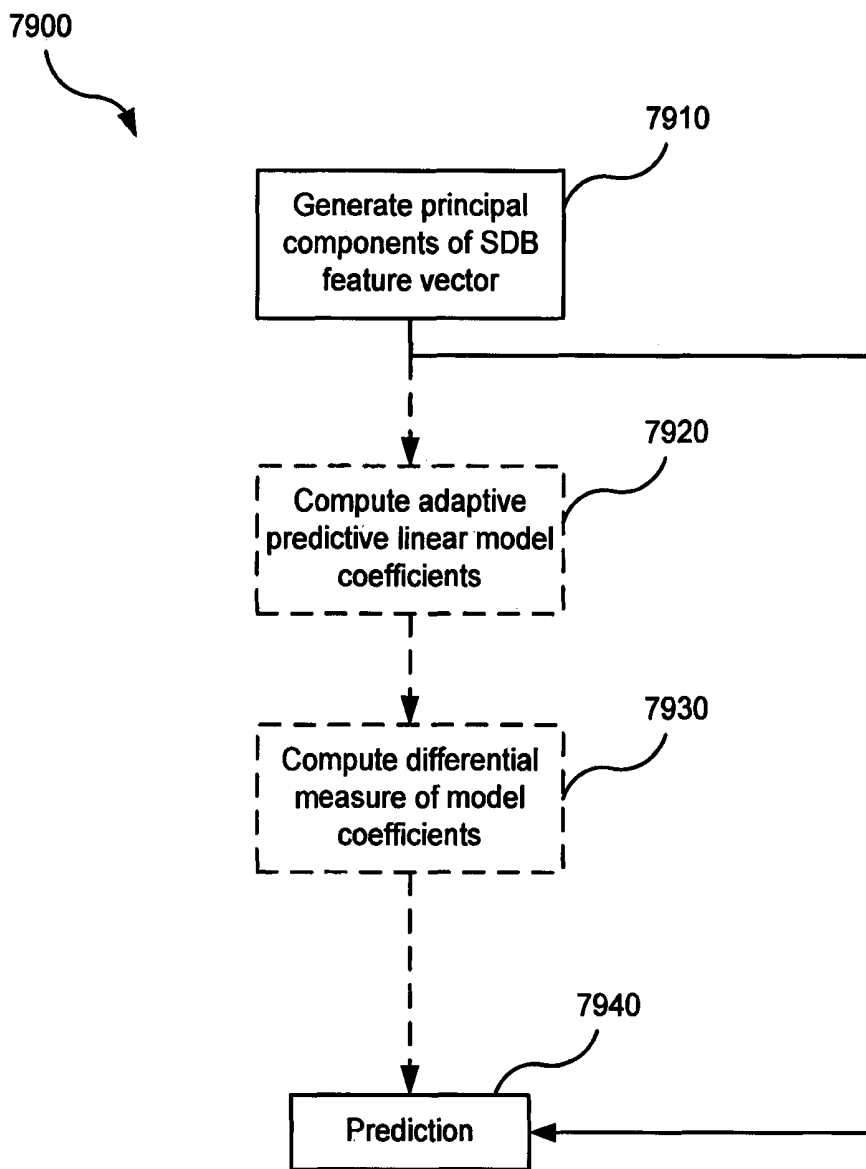 7900
7910
Generate principal
components of SDB
feature vector
7920
Compute adaptive
predictive linear model
coefficients
7930
Compute differential
measure of model
coefficients
7940
Prediction